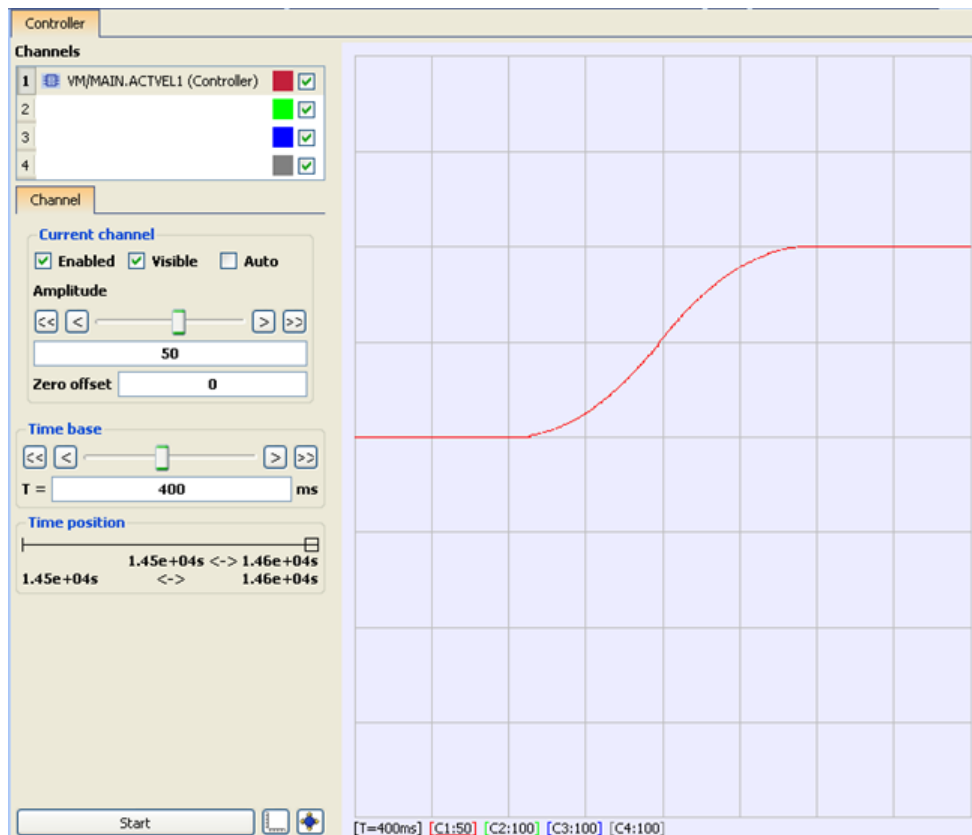 Controller
Channels
1 VM/MAIN.ACTVEL1 (Controller)
2
3
4
Channel
Current channel
Enabled Visible Auto
Amplitude
<< < > >>
50
Zero offset 0
Time base
<< < > >>
T = 400 ms
Time position
1.45e+04s <-> 1.46e+04s
1.45e+04s <-> 1.46e+04s
Start
[T=400ms] [C1:50] [C2:100] [C3:100] [C4:100]